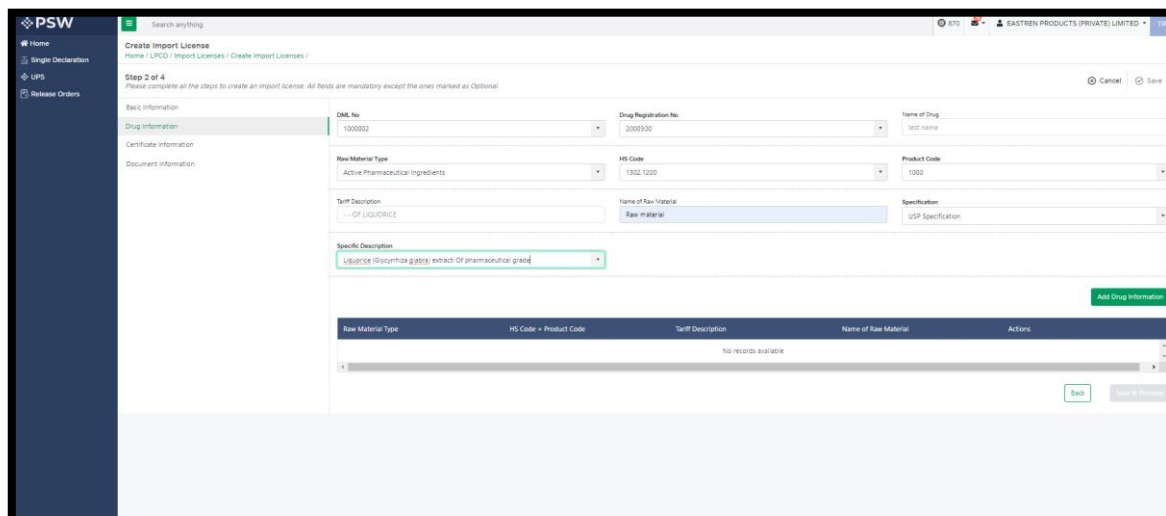 PSW
Search anything
870
EASTREN PRODUCTS (PRIVATE) LIMITED
Home
Single Declaration
UPS
Release Orders
Create Import License
Home / LPCO / Import Licenses / Create Import Licenses /
Step 2 of 4
Please complete all the steps to create an import license. All fields are mandatory except the ones marked as Optional.
Cancel
Save
Basic Information
Drug Information
Certificate Information
Document Information
DML No
Drug Registration No
Name of Drug
1000002
2000300
test name
Raw Material Type
HS Code
Product Code
Active Pharmaceutical Ingredients
1302.1200
1000
Tariff Description
Name of Raw Material
Specification
- - OF LIQUORICE
Raw material
USP Specification
Specific Description
Liquorice (Glycyrrhiza glabra) extract: Of pharmaceutical grade
Add Drug Information
Raw Material Type
HS Code + Product Code
Tariff Description
Name of Raw Material
Actions
No records available
Back
Save & Proceed